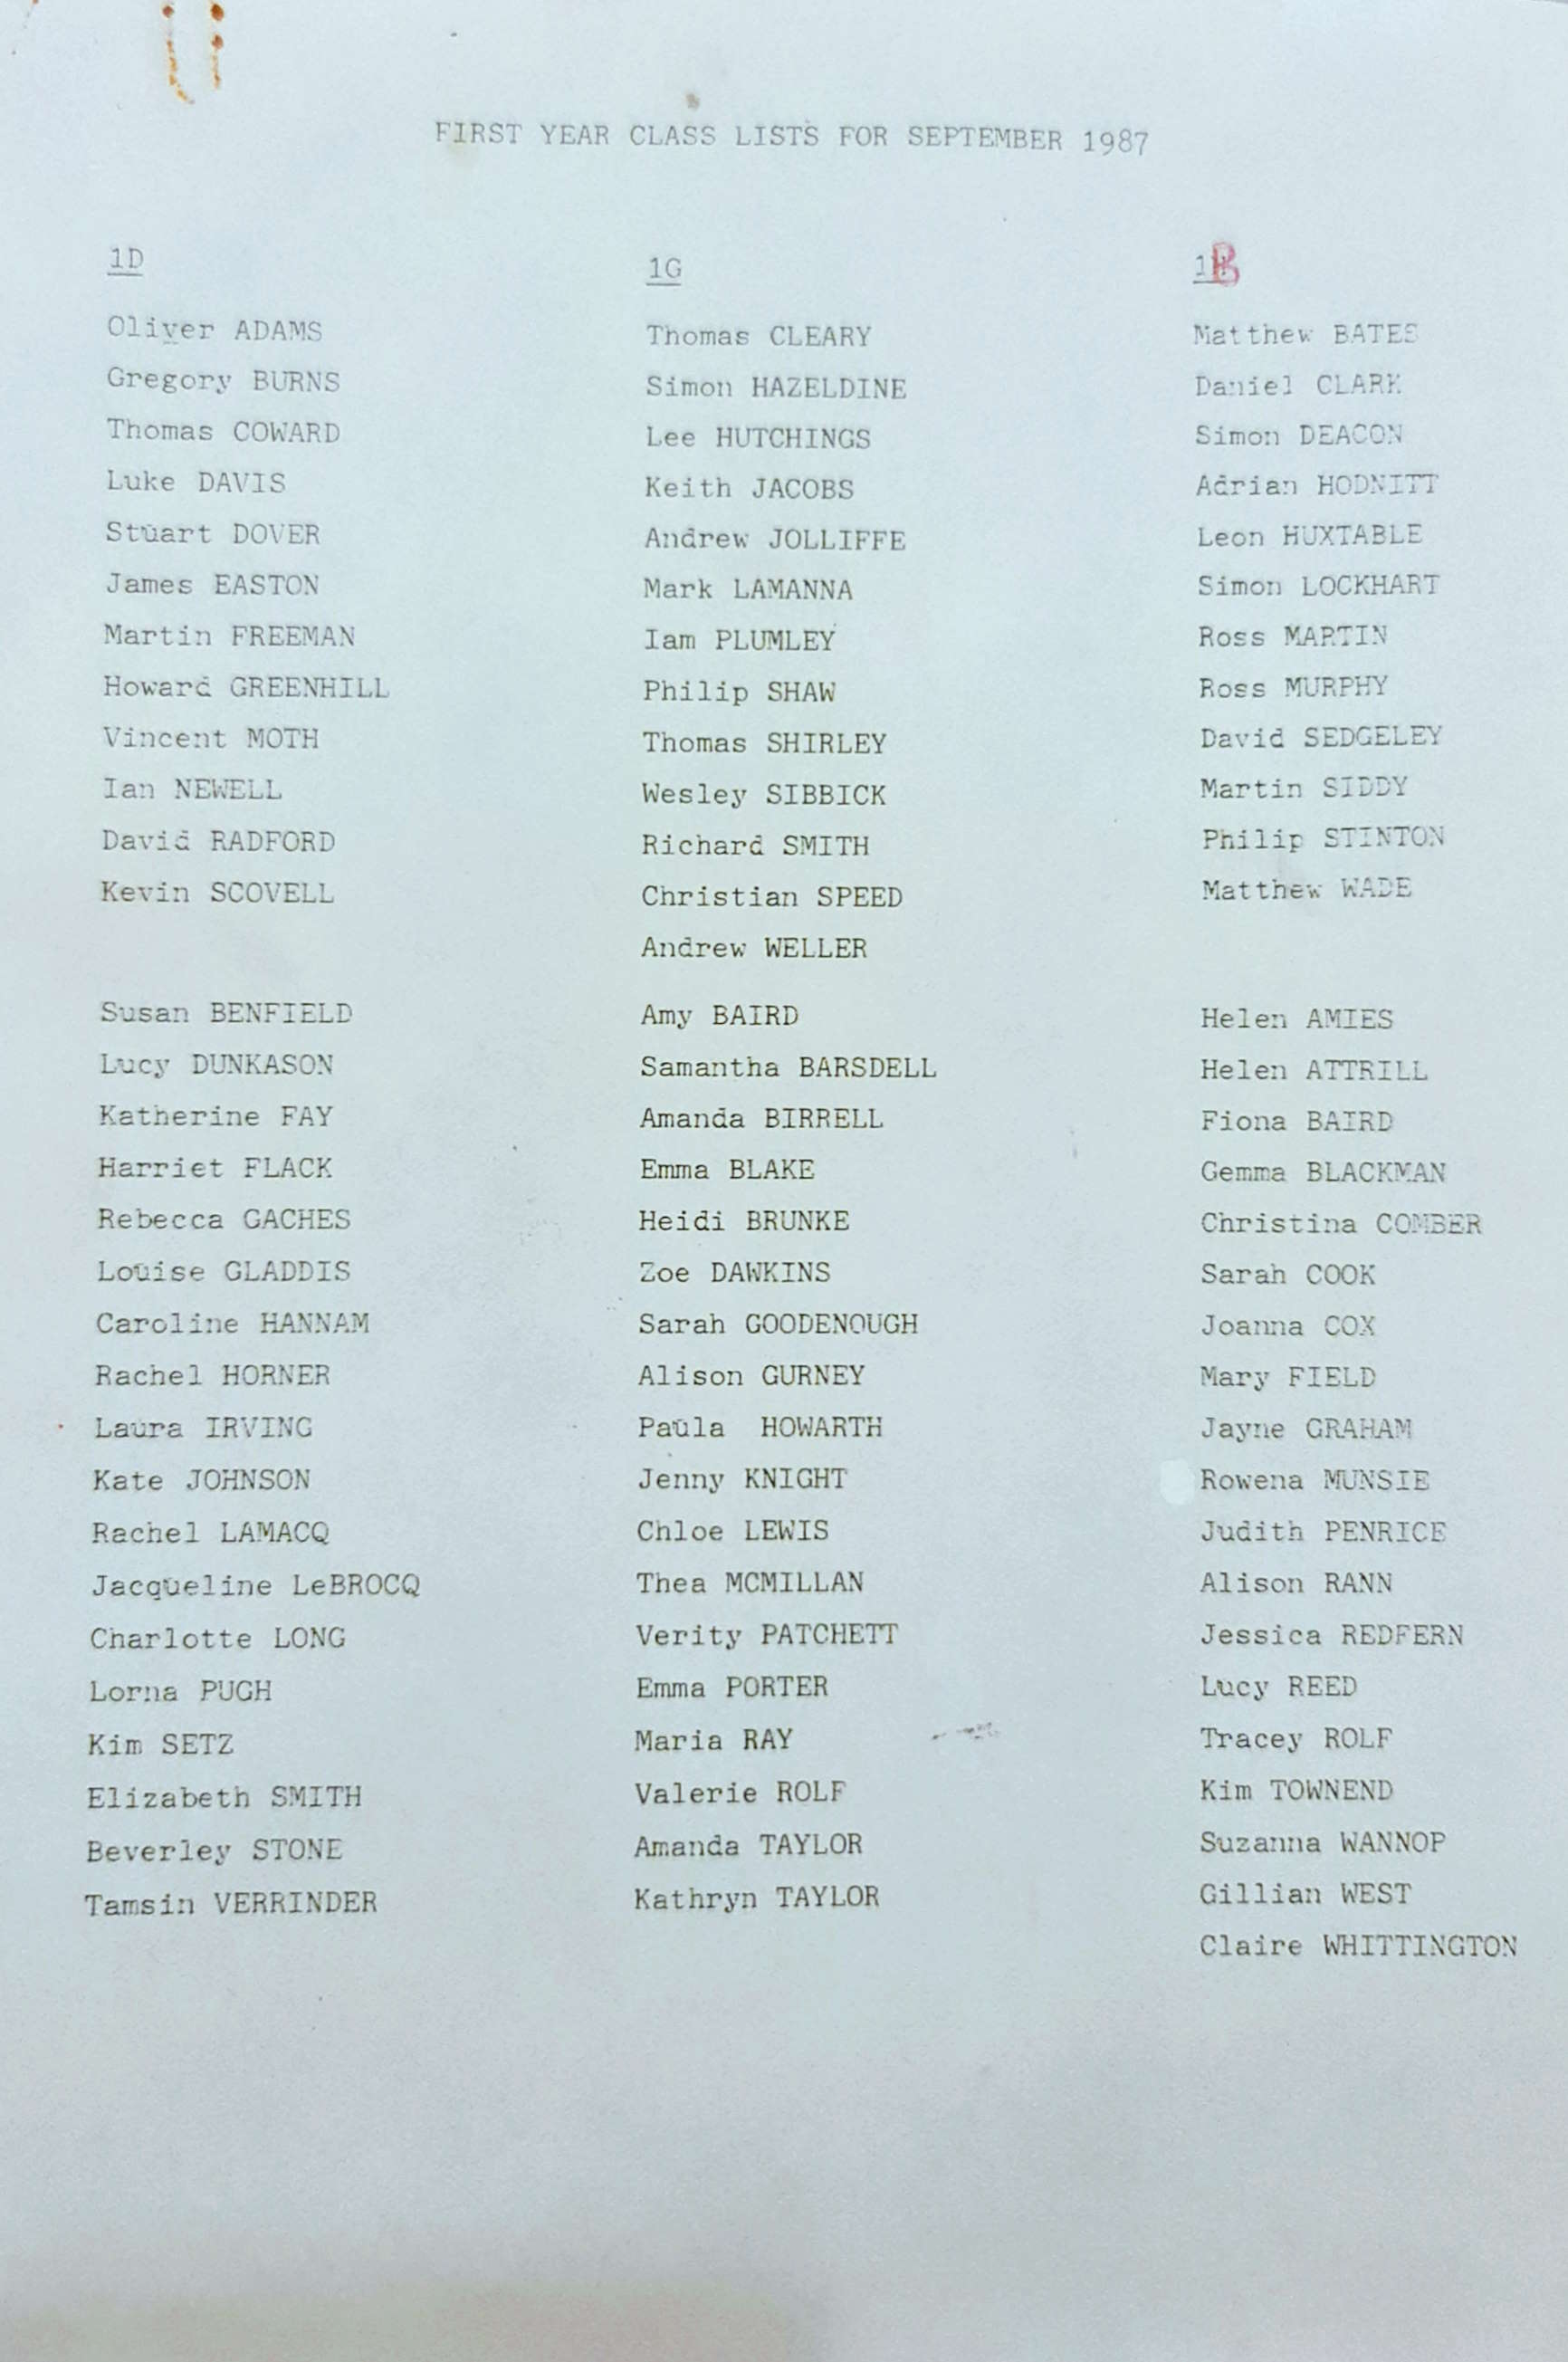 FIRST YEAR CLASS LISTS FOR SEPTEMBER 1987
1D
Oliver ADAMS
Gregory BURNS
Thomas COWARD
Luke DAVIS
Stuart DOVER
James EASTON
Martin FREEMAN
Howard GREENHILL
Vincent MOTH
Ian NEWELL
David RADFORD
Kevin SCOVELL
Susan BENFIELD
Lucy DUNKASON
Katherine FAY
Harriet FLACK
Rebecca GACHES
Louise GLADDIS
Caroline HANNAM
Rachel HORNER
Laura IRVING
Kate JOHNSON
Rachel LAMACQ
Jacqueline LeBROCQ
Charlotte LONG
Lorna PUGH
Kim SETZ
Elizabeth SMITH
Beverley STONE
Tamsin VERRINDER
1G
Thomas CLEARY
Simon HAZELDINE
Lee HUTCHINGS
Keith JACOBS
Andrew JOLLIFFE
Mark LAMANNA
Iam PLUMLEY
Philip SHAW
Thomas SHIRLEY
Wesley SIBBICK
Richard SMITH
Christian SPEED
Andrew WELLER
Amy BAIRD
Samantha BARSDELL
Amanda BIRRELL
Emma BLAKE
Heidi BRUNKE
Zoe DAWKINS
Sarah GOODENOUGH
Alison GURNEY
Paula HOWARTH
Jenny KNIGHT
Chloe LEWIS
Thea MCMILLAN
Verity PATCHETT
Emma PORTER
Maria RAY
Valerie ROLF
Amanda TAYLOR
Kathryn TAYLOR
1B
Matthew BATES
Daniel CLARK
Simon DEACON
Adrian HODNITT
Leon HUXTABLE
Simon LOCKHART
Ross MARTIN
Ross MURPHY
David SEDGELEY
Martin SIDDY
Philip STINTON
Matthew WADE
Helen AMIES
Helen ATTRILL
Fiona BAIRD
Gemma BLACKMAN
Christina COMBER
Sarah COOK
Joanna COX
Mary FIELD
Jayne GRAHAM
Rowena MUNSIE
Judith PENRICE
Alison RANN
Jessica REDFERN
Lucy REED
Tracey ROLF
Kim TOWNEND
Suzanna WANNOP
Gillian WEST
Claire WHITTINGTON